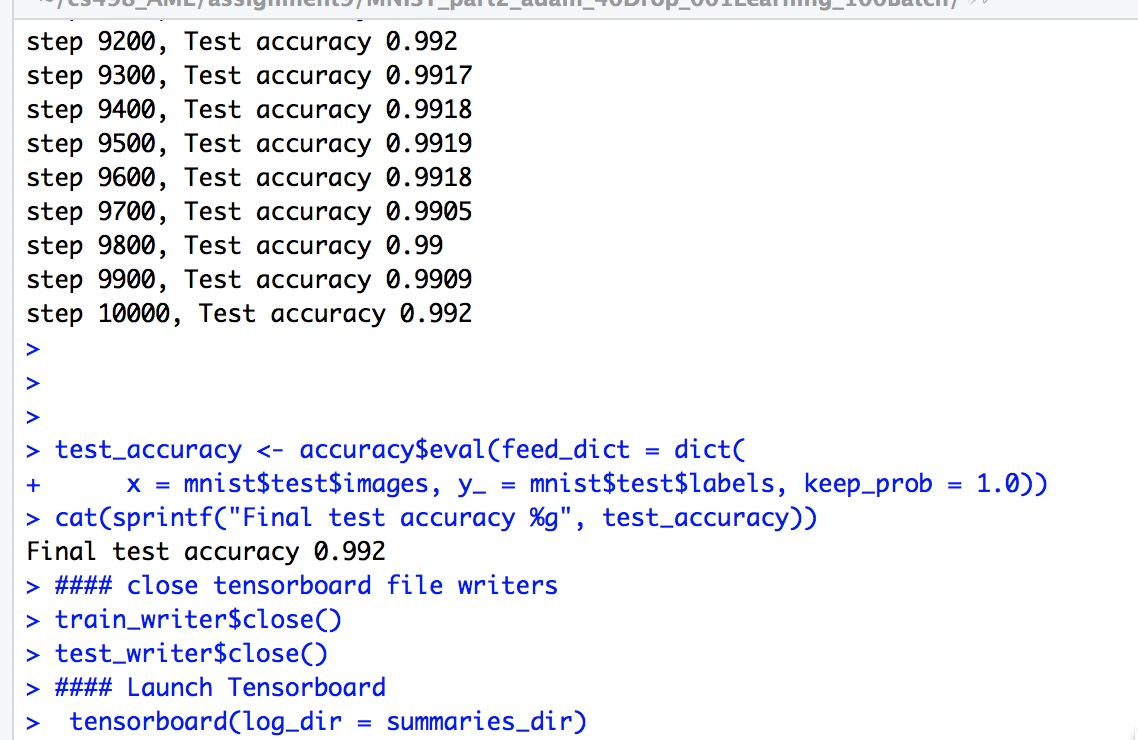 ~/cs498_AML/assignment9/MNIST_part2_adam_40Drop_001Learning_100Batch/
step 9200, Test accuracy 0.992
step 9300, Test accuracy 0.9917
step 9400, Test accuracy 0.9918
step 9500, Test accuracy 0.9919
step 9600, Test accuracy 0.9918
step 9700, Test accuracy 0.9905
step 9800, Test accuracy 0.99
step 9900, Test accuracy 0.9909
step 10000, Test accuracy 0.992
>
>
>
> test_accuracy <- accuracy$eval(feed_dict = dict(
+      x = mnist$test$images, y_ = mnist$test$labels, keep_prob = 1.0))
> cat(sprintf("Final test accuracy %g", test_accuracy))
Final test accuracy 0.992
> #### close tensorboard file writers
> train_writer$close()
> test_writer$close()
> #### Launch Tensorboard
>  tensorboard(log_dir = summaries_dir)